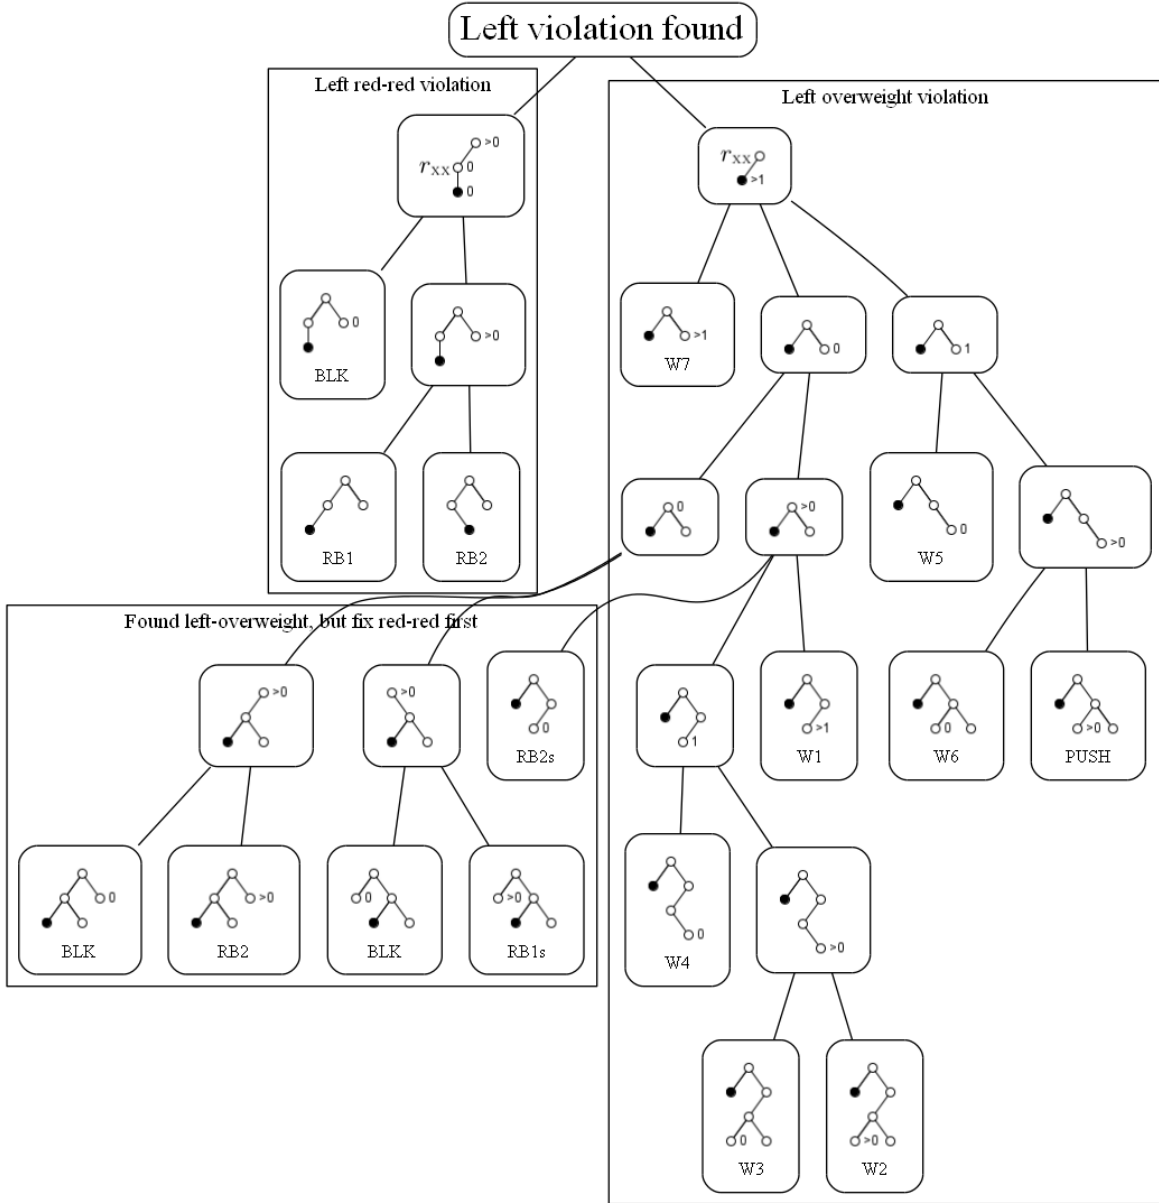 Left violation found
Left red-red violation
Left overweight violation
>0
rxx 0
0
rxx
>1
0
BLK
>0
>1
W7
0
1
RB1
RB2
0
>0
0
W5
>0
Found left-overweight, but fix red-red first
>0
>0
0
RB2s
1
>1
W1
0
W6
>0
PUSH
0
BLK
>0
RB2
0
BLK
>0
RB1s
0
W4
>0
0
W3
>0
W2